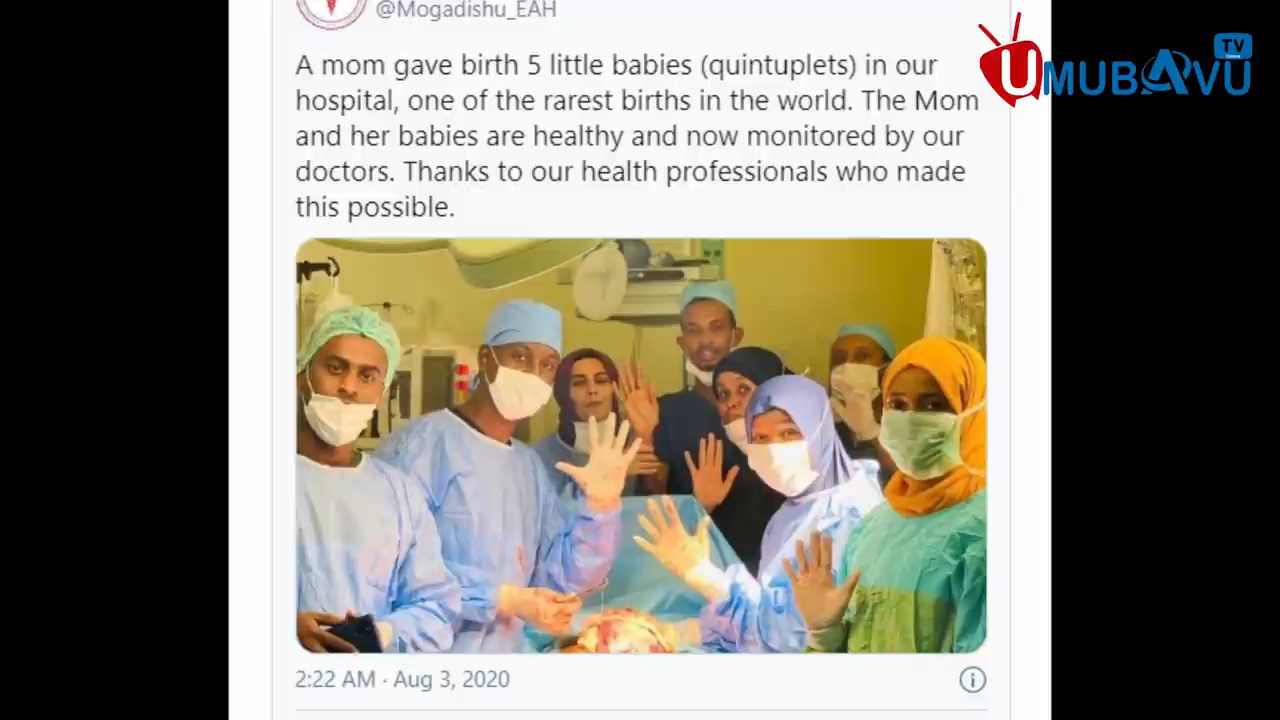 @Mogadishu_EAH
UMUBAVU TV
A mom gave birth 5 little babies (quintuplets) in our
hospital, one of the rarest births in the world. The Mom
and her babies are healthy and now monitored by our
doctors. Thanks to our health professionals who made
this possible.
2:22 AM · Aug 3, 2020